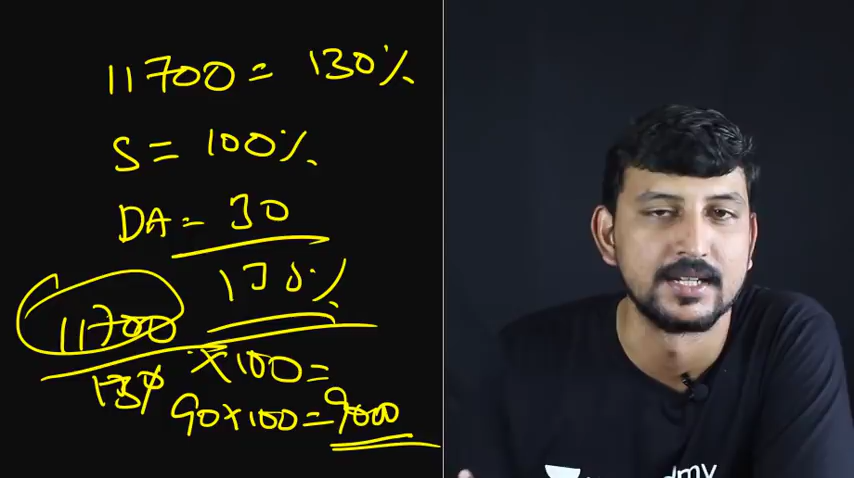 11700 = 130%
S = 100%
DA = 30
130%
11700
130 × 100 =
90 × 100 = 9000